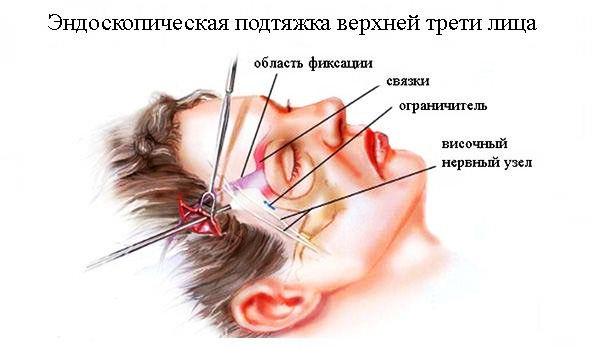 Эндоскопическая подтяжка верхней трети лица
область фиксации
связки
ограничитель
височный
нервный узел